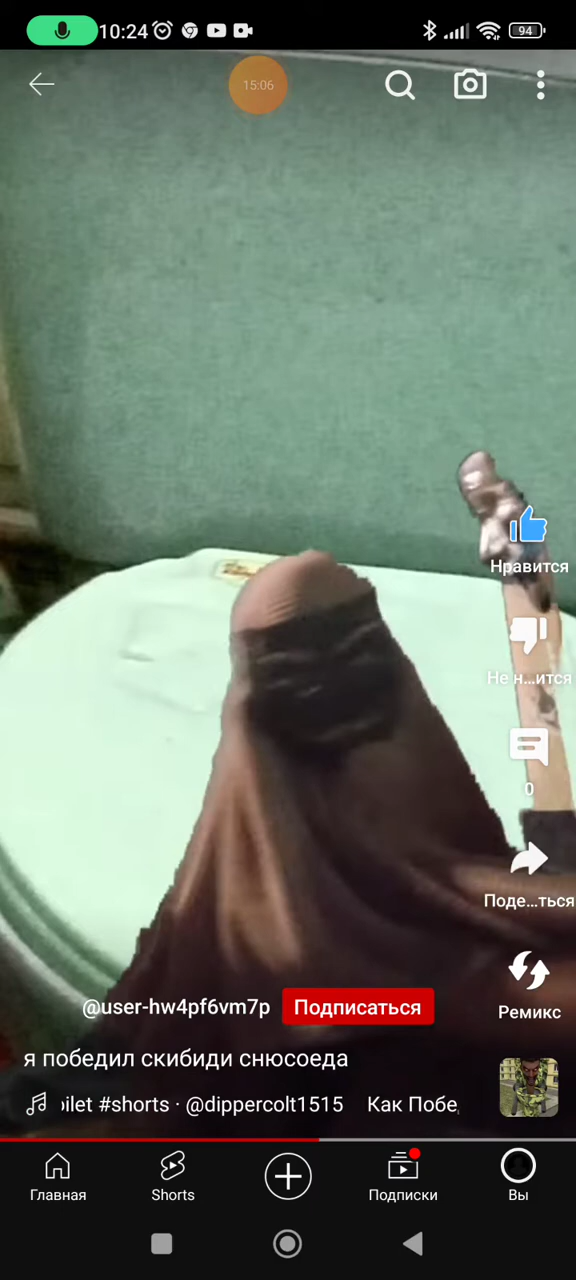 10:24
94
15:06
Нравится
Не н...ится
0
Поде...ться
@user-hw4pf6vm7p Подписаться
Ремикс
я победил скибиди снюсоеда
ilet #shorts · @dippercolt1515 Как Побе
Главная
Shorts
Подписки
Вы